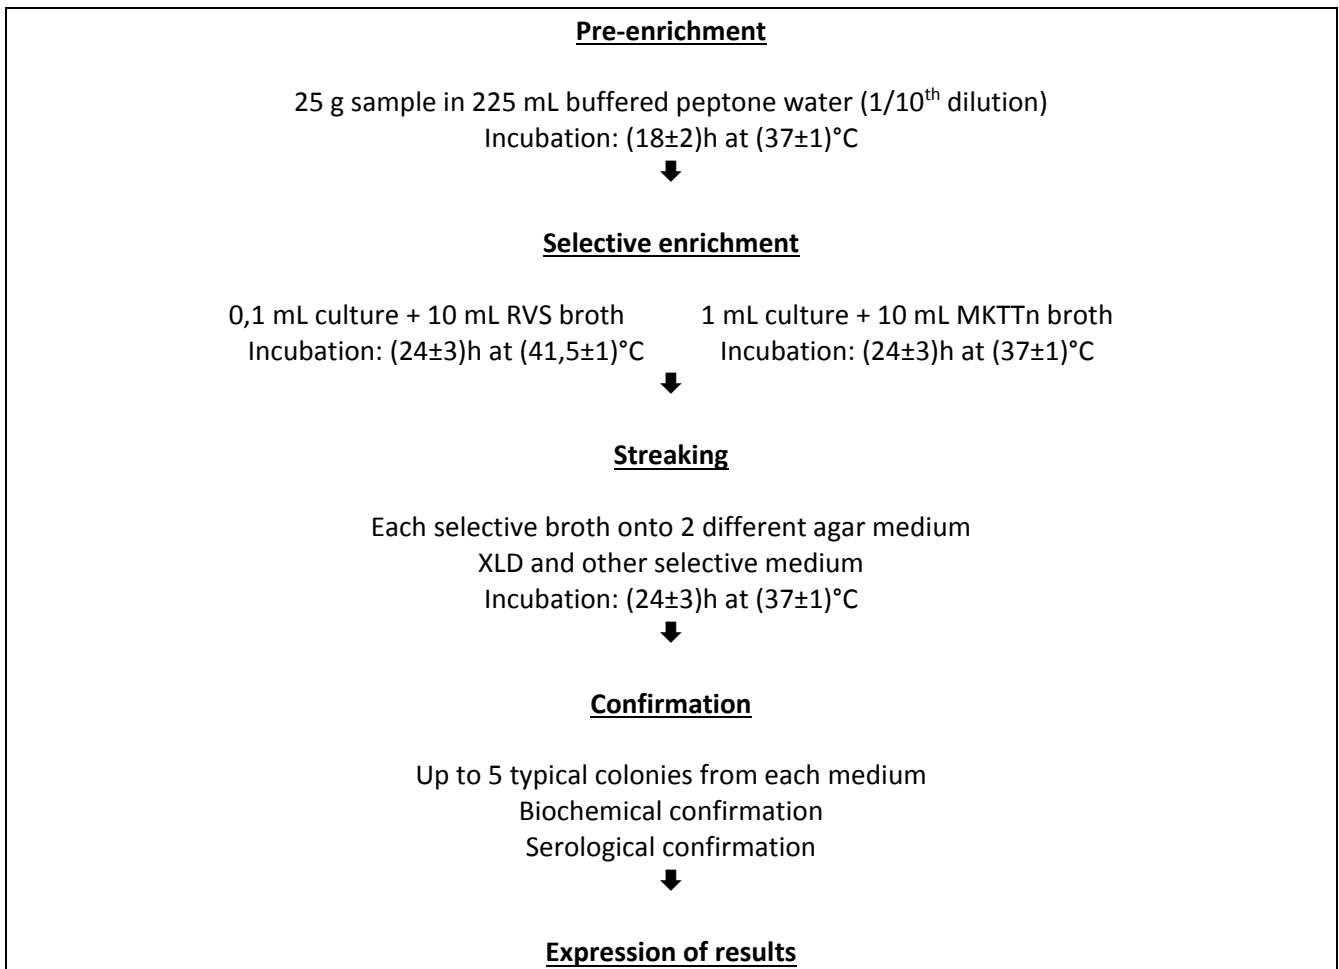 Pre-enrichment
25 g sample in 225 mL buffered peptone water (1/10th dilution)
Incubation: (18±2)h at (37±1)°C
Selective enrichment
0,1 mL culture + 10 mL RVS broth 1 mL culture + 10 mL MKTTn broth
Incubation: (24±3)h at (41,5±1)°C Incubation: (24±3)h at (37±1)°C
Streaking
Each selective broth onto 2 different agar medium
XLD and other selective medium
Incubation: (24±3)h at (37±1)°C
Confirmation
Up to 5 typical colonies from each medium
Biochemical confirmation
Serological confirmation
Expression of results